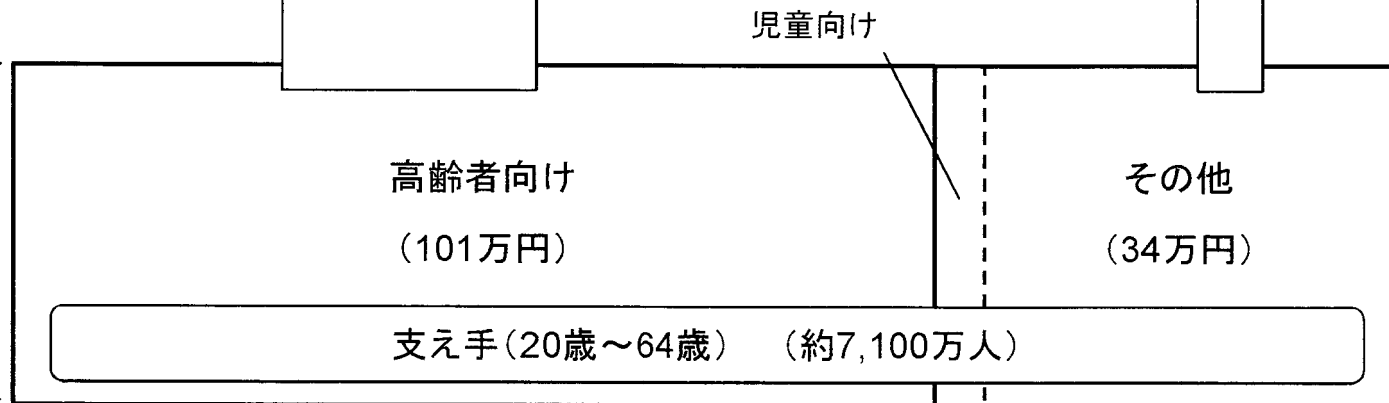 児童向け
高齢者向け
(101万円)
その他
(34万円)
支え手(20歳～64歳) (約7,100万人)